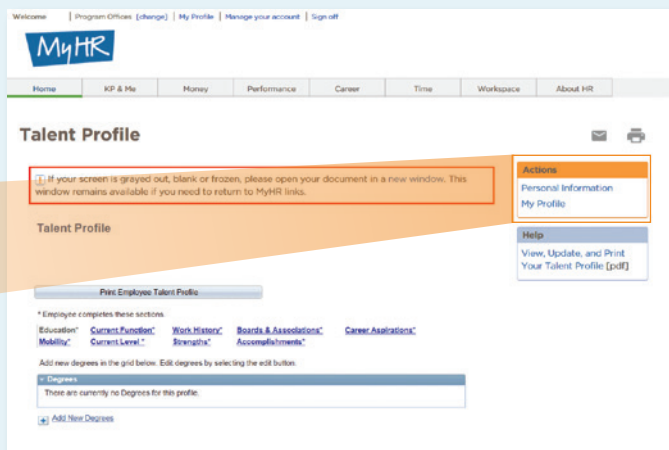 Welcome | Program Offices [change] | My Profile | Manage your account | Sign off
MyHR
Home KP & Me Money Performance Career Time Workspace About HR
Talent Profile
If your screen is grayed out, blank or frozen, please open your document in a new window. This
window remains available if you need to return to MyHR links.
Actions
Personal Information
My Profile
Talent Profile
Help
View, Update, and Print
Your Talent Profile [pdf]
Print Employee Talent Profile
* Employee completes these sections
Education* Current Function* Work History* Boards & Associations* Career Aspirations*
Mobility* Current Level * Strengths* Accomplishments*
Add new degrees in the grid below. Edit degrees by selecting the edit button.
Degrees
There are currently no Degrees for this profile.
Add New Degrees